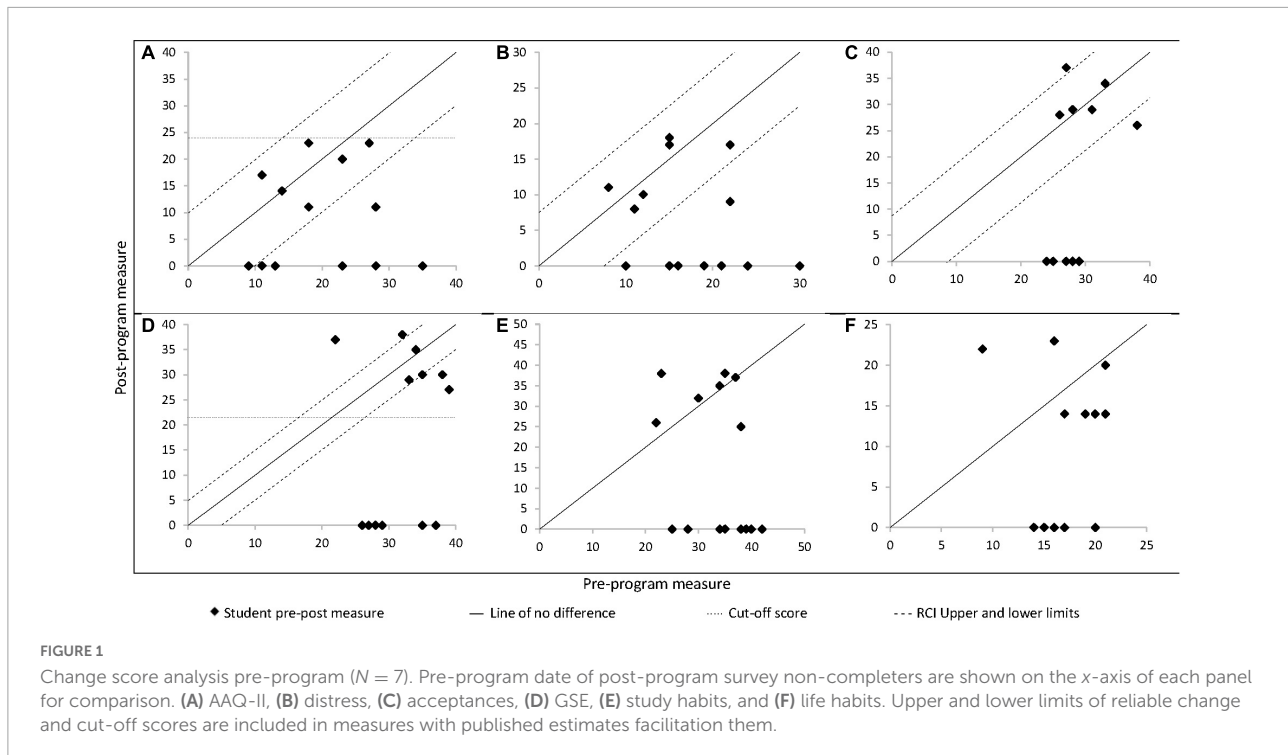 A
40
35
30
25
20
15
10
5
0
0 10 20 30 40
B
30
25
20
15
10
5
0
0 10 20 30
C
40
35
30
25
20
15
10
5
0
0 10 20 30 40
Post-program measure
D
40
35
30
25
20
15
10
5
0
0 10 20 30 40
E
50
45
40
35
30
25
20
15
10
5
0
0 10 20 30 40 50
F
25
20
15
10
5
0
0 5 10 15 20 25
Pre-program measure
Student pre-post measure Line of no difference Cut-off score RCI Upper and lower limits
FIGURE 1
Change score analysis pre-program (N = 7). Pre-program date of post-program survey non-completers are shown on the x-axis of each panel
for comparison. (A) AAQ-II, (B) distress, (C) acceptances, (D) GSE, (E) study habits, and (F) life habits. Upper and lower limits of reliable change
and cut-off scores are included in measures with published estimates facilitation them.